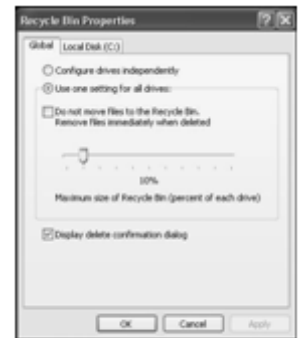 Recycle Bin Properties
Global Local Disk (C:)
Configure drives independently
Use one setting for all drives:
Do not move files to the Recycle Bin.
Remove files immediately when deleted
10%
Maximum size of Recycle Bin (percent of each drive)
Display delete confirmation dialog
OK Cancel Apply